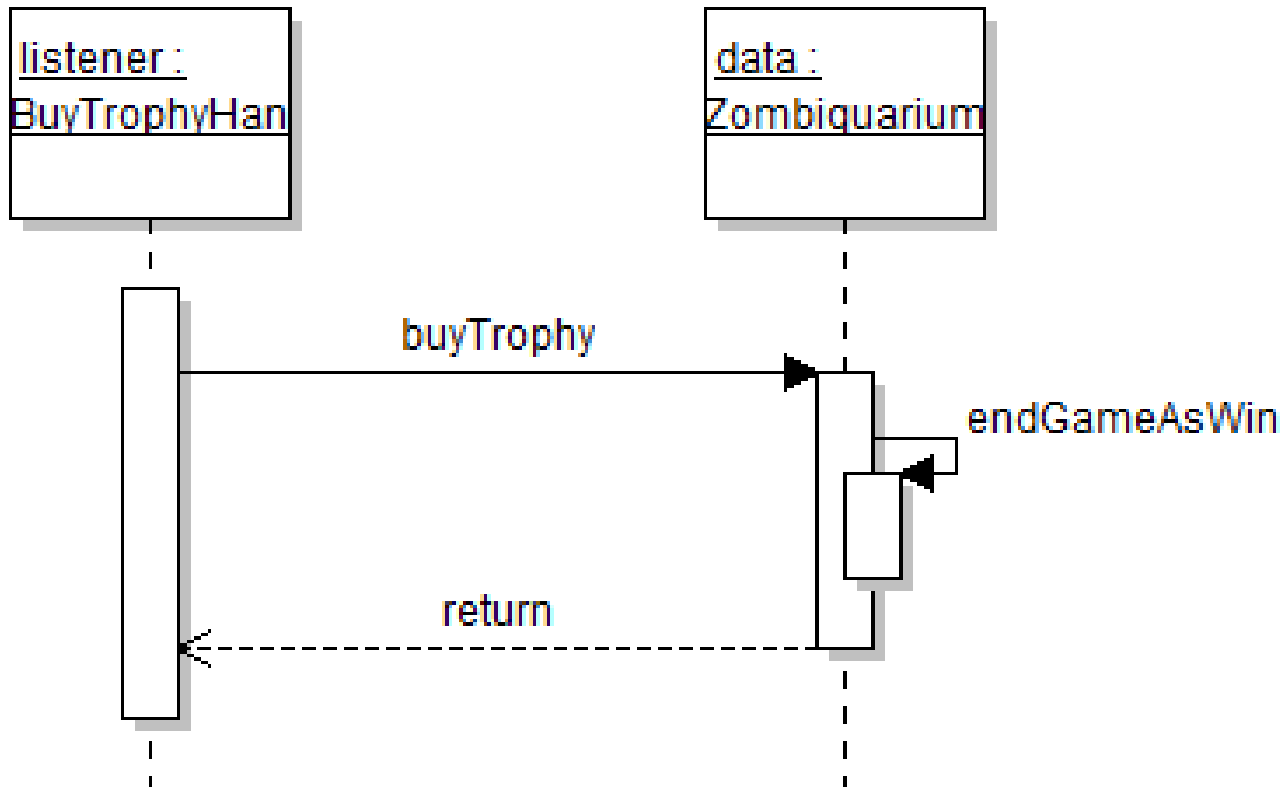 listener :
BuyTrophyHan
data :
Zombiquarium
buyTrophy
endGameAsWin
return